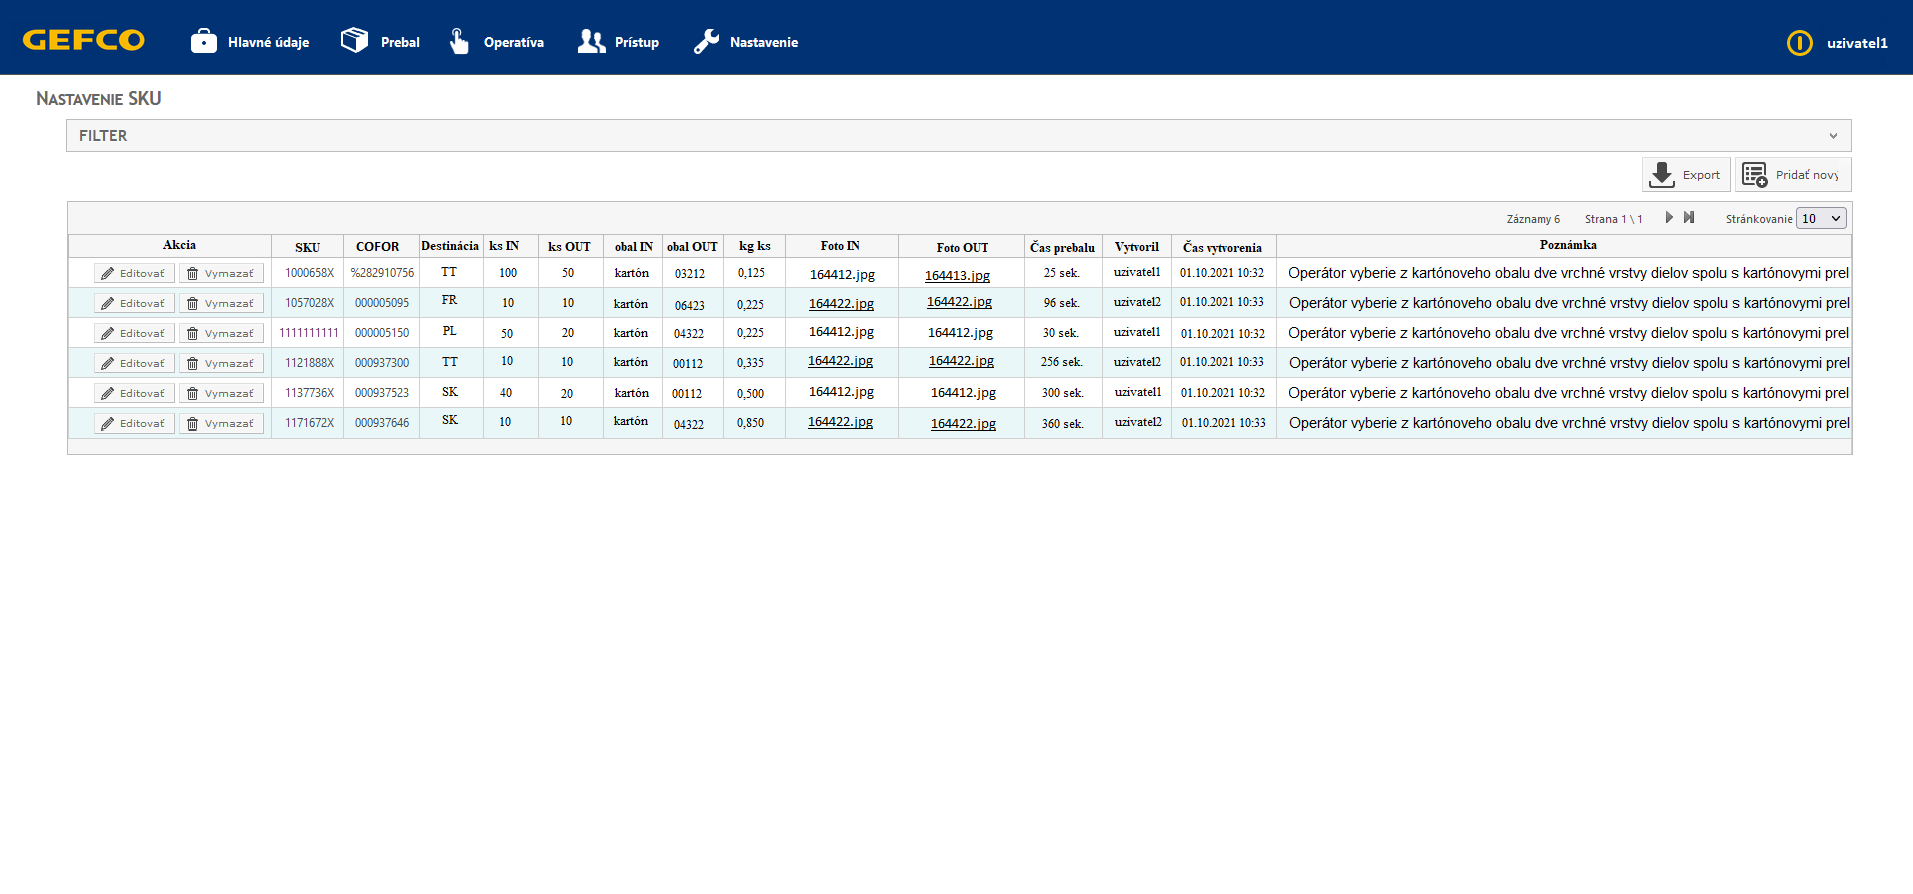 GEFCO Hlavné údaje Prebal Operatíva Prístup Nastavenie uzivatel1
Nastavenie SKU
FILTER
Export Pridať nový
Záznamy 6 Strana 1 \ 1 Stránkovanie 10
Akcia SKU COFOR Destinácia ks IN ks OUT obal IN obal OUT kg ks Foto IN Foto OUT Čas prebalu Vytvoril Čas vytvorenia Poznámka
Editovať Vymazať 1000658X %282910756 TT 100 50 kartón 03212 0,125 164412.jpg 164413.jpg 25 sek. uzivatel1 01.10.2021 10:32 Operátor vyberie z kartónoveho obalu dve vrchné vrstvy dielov spolu s kartónovymi prel
Editovať Vymazať 1057028X 000005095 FR 10 10 kartón 06423 0,225 164422.jpg 164422.jpg 96 sek. uzivatel2 01.10.2021 10:33 Operátor vyberie z kartónoveho obalu dve vrchné vrstvy dielov spolu s kartónovymi prel
Editovať Vymazať 1111111111 000005150 PL 50 20 kartón 04322 0,225 164412.jpg 164412.jpg 30 sek. uzivatel1 01.10.2021 10:32 Operátor vyberie z kartónoveho obalu dve vrchné vrstvy dielov spolu s kartónovymi prel
Editovať Vymazať 1121888X 000937300 TT 10 10 kartón 00112 0,335 164422.jpg 164422.jpg 256 sek. uzivatel2 01.10.2021 10:33 Operátor vyberie z kartónoveho obalu dve vrchné vrstvy dielov spolu s kartónovymi prel
Editovať Vymazať 1137736X 000937523 SK 40 20 kartón 00112 0,500 164412.jpg 164412.jpg 300 sek. uzivatel1 01.10.2021 10:32 Operátor vyberie z kartónoveho obalu dve vrchné vrstvy dielov spolu s kartónovymi prel
Editovať Vymazať 1171672X 000937646 SK 10 10 kartón 04322 0,850 164422.jpg 164422.jpg 360 sek. uzivatel2 01.10.2021 10:33 Operátor vyberie z kartónoveho obalu dve vrchné vrstvy dielov spolu s kartónovymi prel